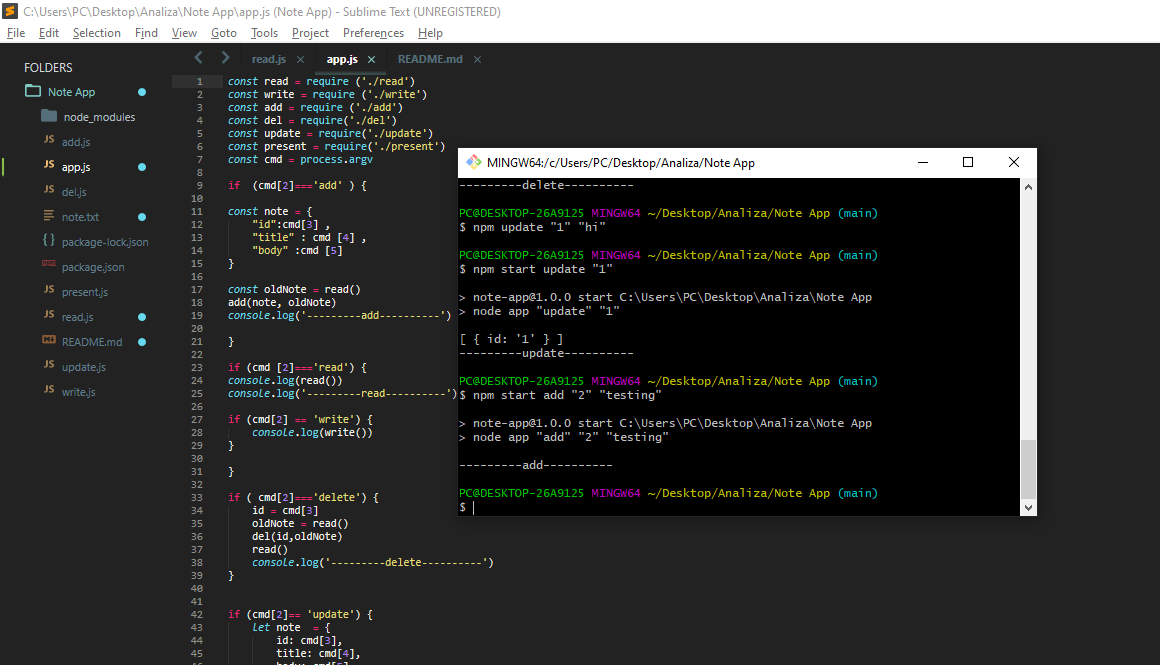 C:\Users\PC\Desktop\Analiza\Note App\app.js (Note App) - Sublime Text (UNREGISTERED)
File Edit Selection Find View Goto Tools Project Preferences Help
FOLDERS
Note App
node_modules
JS add.js
JS app.js
JS del.js
note.txt
{} package-lock.json
package.json
JS present.js
JS read.js
README.md
JS update.js
JS write.js
read.js × app.js × README.md ×
1 const read = require ('./read')
2 const write = require ('./write')
3 const add = require ('./add')
4 const del = require('./del')
5 const update = require('./update')
6 const present = require('./present')
7 const cmd = process.argv
8
9 if  (cmd[2]==='add' ) {
10
11 const note = {
12     "id":cmd[3] ,
13     "title" : cmd [4] ,
14     "body" :cmd [5]
15 }
16
17 const oldNote = read()
18 add(note, oldNote)
19 console.log('---------add----------')
20
21 }
22
23 if (cmd [2]==='read') {
24 console.log(read())
25 console.log('---------read----------')
26
27 if (cmd[2] == 'write') {
28     console.log(write())
29 }
30
31 }
32
33 if ( cmd[2]==='delete') {
34     id = cmd[3]
35     oldNote = read()
36     del(id,oldNote)
37     read()
38     console.log('---------delete----------')
39 }
40
41
42 if (cmd[2]== 'update') {
43     let note  = {
44         id: cmd[3],
45         title: cmd[4],
46         body: cmd[5]
MINGW64:/c/Users/PC/Desktop/Analiza/Note App
---------delete----------
PC@DESKTOP-26A9125 MINGW64 ~/Desktop/Analiza/Note App (main)
$ npm update "1" "hi"
PC@DESKTOP-26A9125 MINGW64 ~/Desktop/Analiza/Note App (main)
$ npm start update "1"
> note-app@1.0.0 start C:\Users\PC\Desktop\Analiza\Note App
> node app "update" "1"
[ { id: '1' } ]
---------update----------
PC@DESKTOP-26A9125 MINGW64 ~/Desktop/Analiza/Note App (main)
$ npm start add "2" "testing"
> note-app@1.0.0 start C:\Users\PC\Desktop\Analiza\Note App
> node app "add" "2" "testing"
---------add----------
PC@DESKTOP-26A9125 MINGW64 ~/Desktop/Analiza/Note App (main)
$